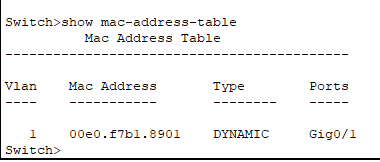 Switch>show mac-address-table
Mac Address Table
-------------------------------------------
Vlan    Mac Address       Type        Ports
----    -----------       --------    -----
1    00e0.f7b1.8901    DYNAMIC     Gig0/1
Switch>